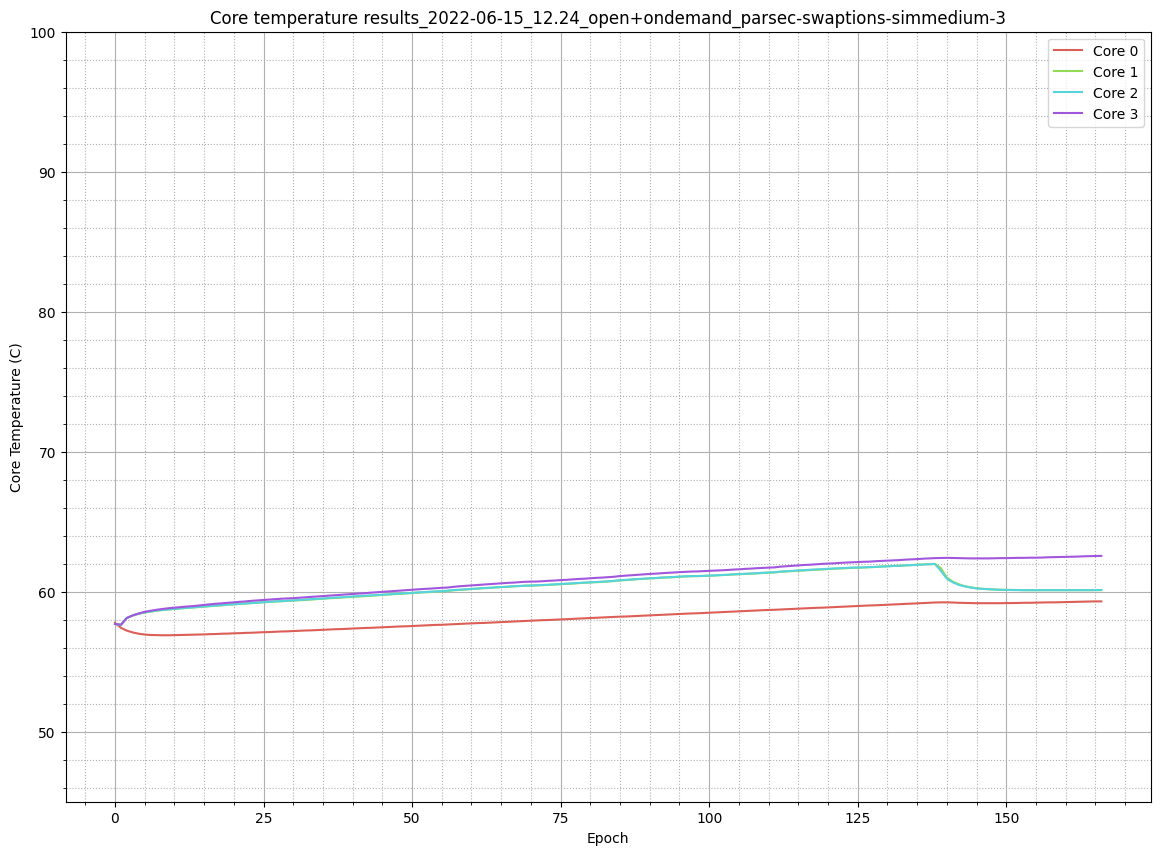 Core temperature results_2022-06-15_12.24_open+ondemand_parsec-swaptions-simmedium-3
Core 0
Core 1
Core 2
Core 3
Core Temperature (C)
100
90
80
70
60
50
0 25 50 75 100 125 150
Epoch